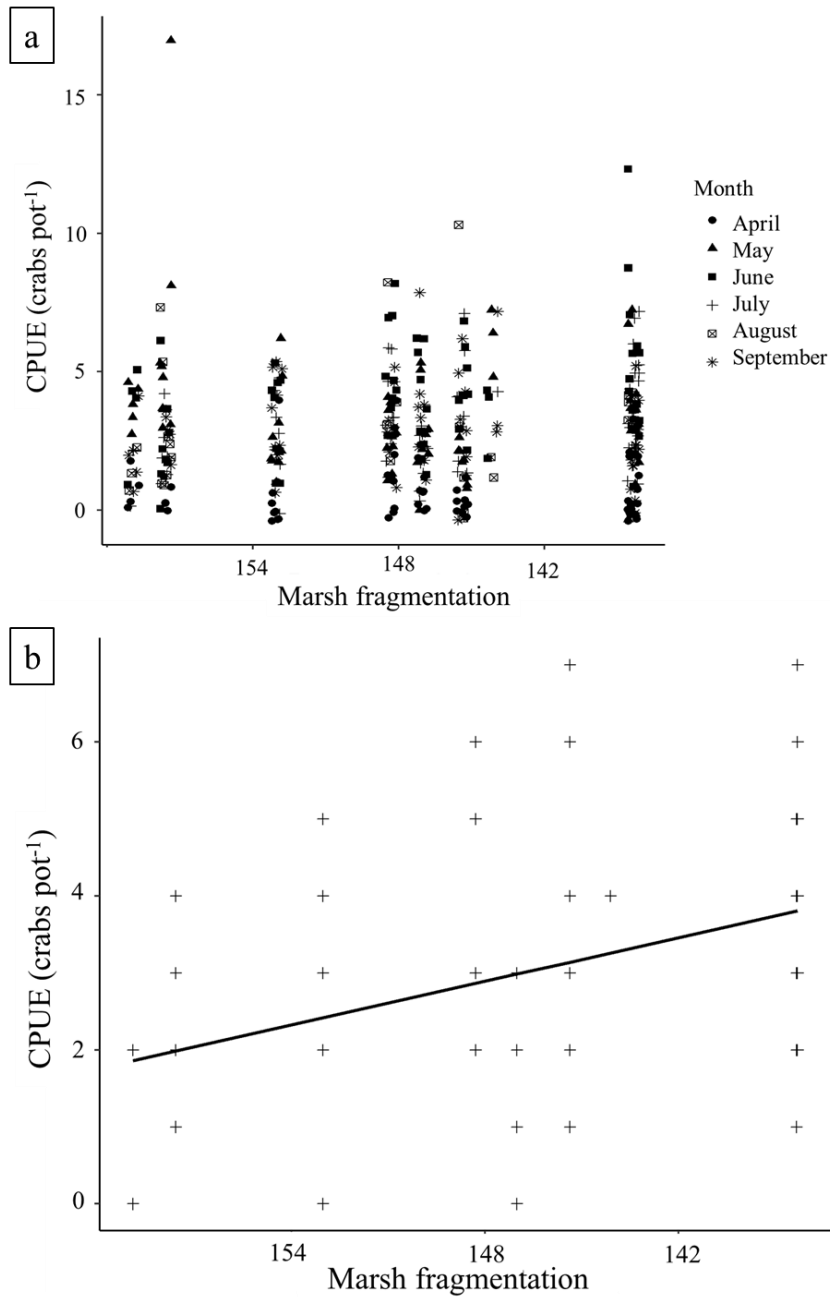 a
15
10
5
0
CPUE (crabs pot-1)
154
148
142
Marsh fragmentation
Month
April
May
June
July
August
September
b
6
4
2
0
CPUE (crabs pot-1)
154
148
142
Marsh fragmentation